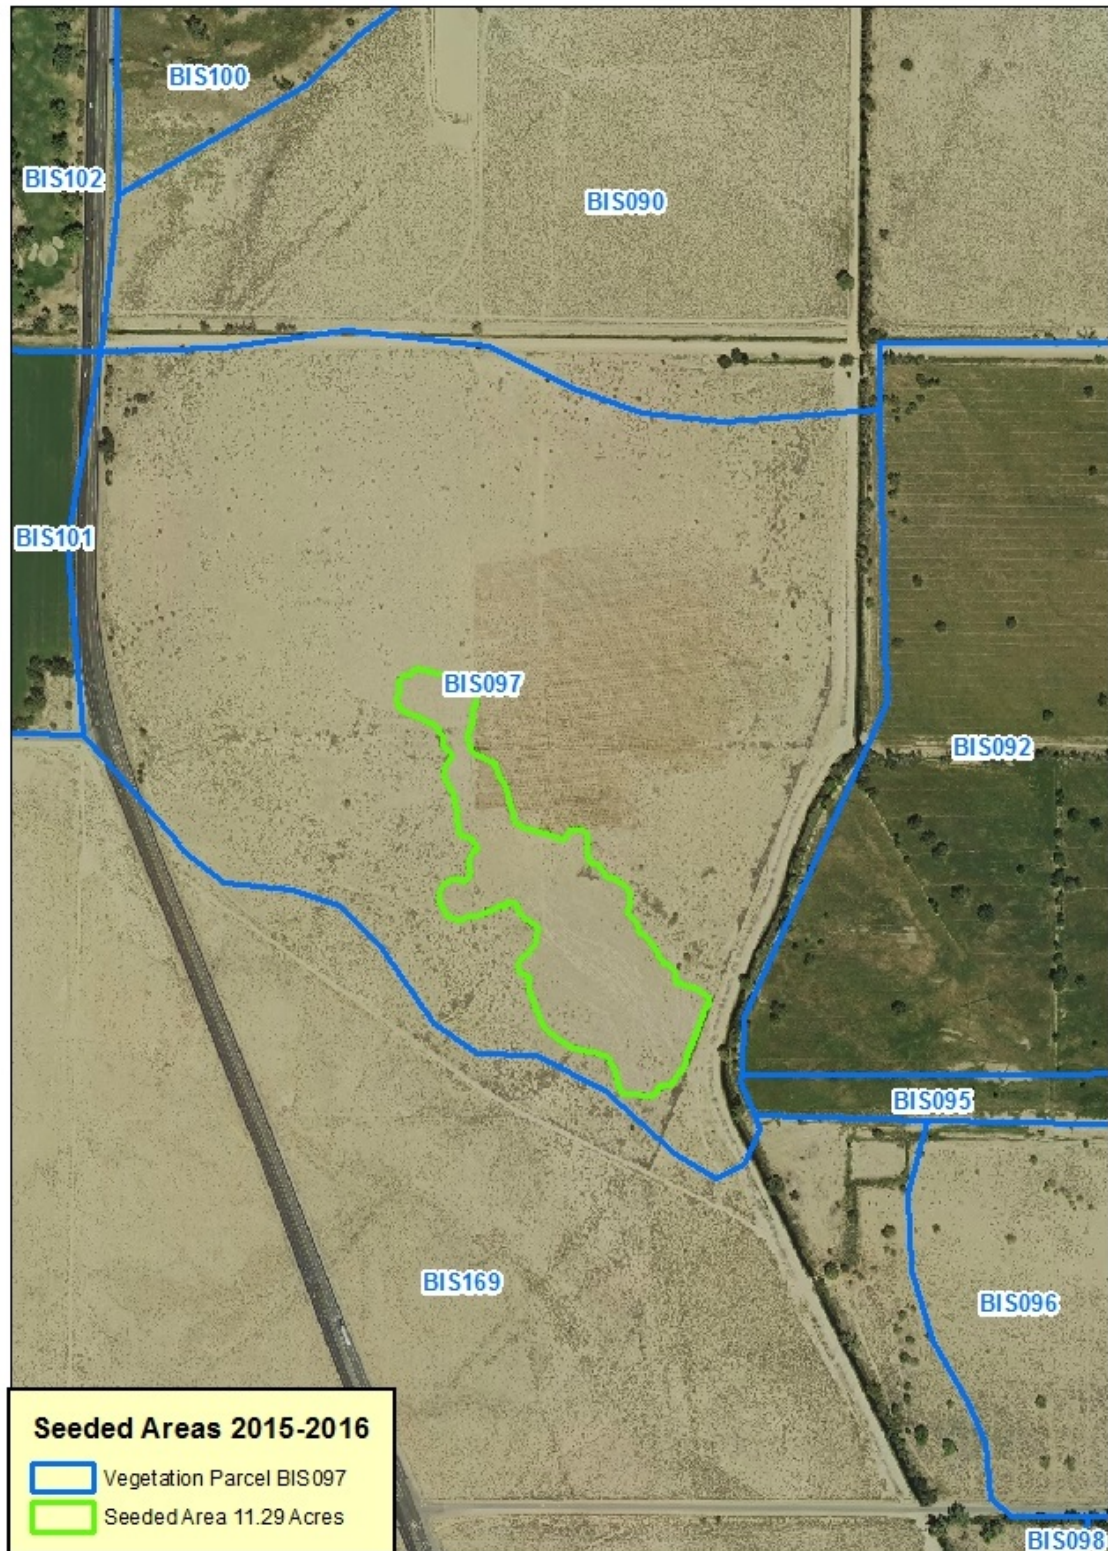 BIS100
BIS102
BIS090
BIS101
BIS097
BIS092
BIS095
BIS169
BIS096
Seeded Areas 2015-2016
Vegetation Parcel BIS097
Seeded Area 11.29 Acres
BIS098